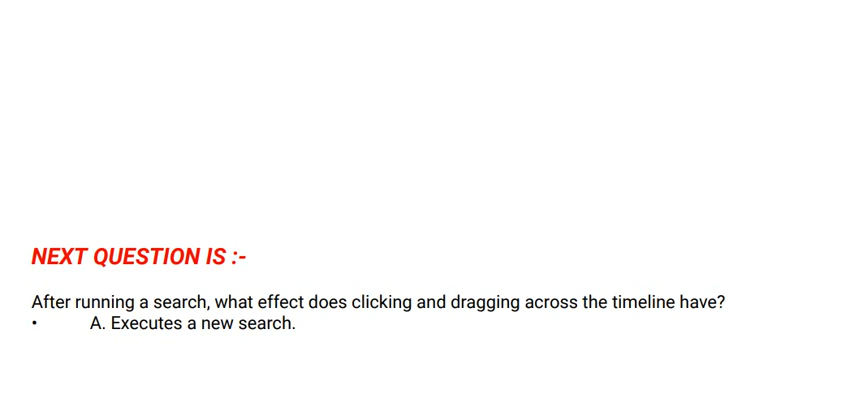 NEXT QUESTION IS :-
After running a search, what effect does clicking and dragging across the timeline have?
• A. Executes a new search.